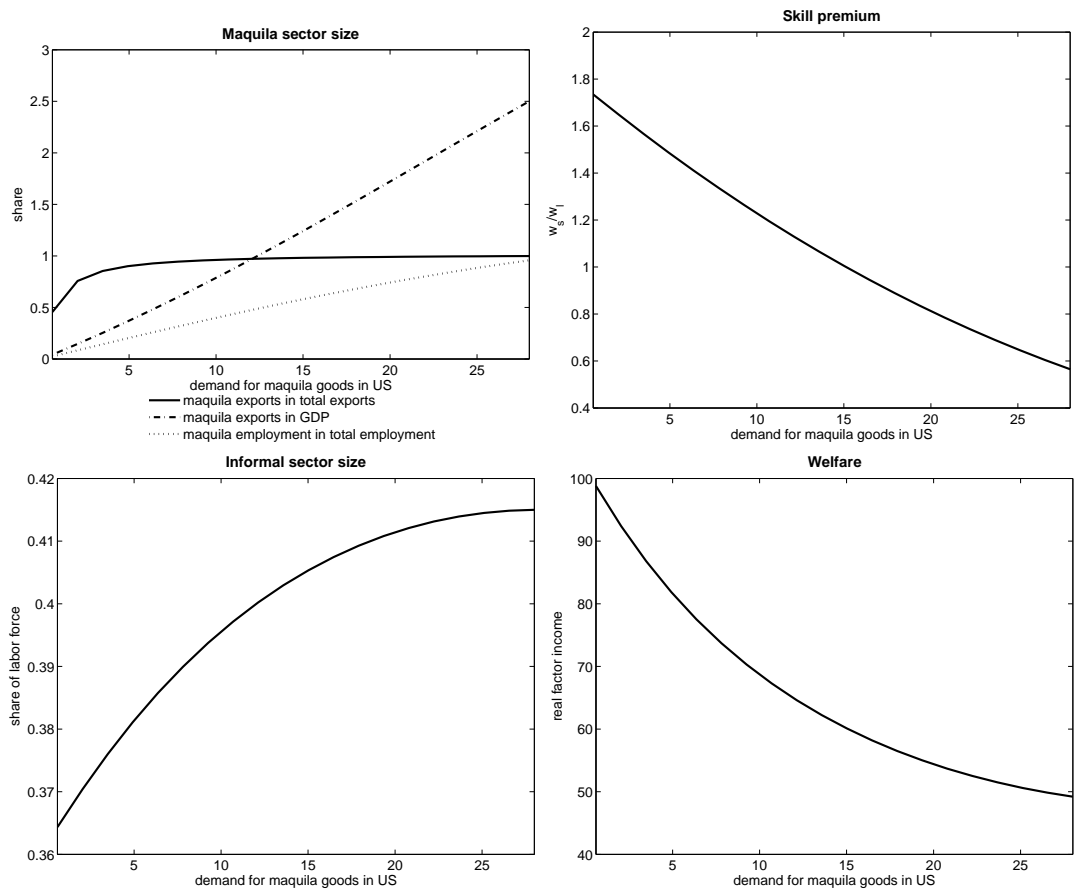 Maquila sector size
3
2.5
2
1.5
1
0.5
0
share
5 10 15 20 25
demand for maquila goods in US
maquila exports in total exports
maquila exports in GDP
maquila employment in total employment
Skill premium
2
1.8
1.6
1.4
1.2
1
0.8
0.6
0.4
w_s/w_l
5 10 15 20 25
demand for maquila goods in US
Informal sector size
0.42
0.41
0.4
0.39
0.38
0.37
0.36
share of labor force
5 10 15 20 25
demand for maquila goods in US
Welfare
100
90
80
70
60
50
40
real factor income
5 10 15 20 25
demand for maquila goods in US